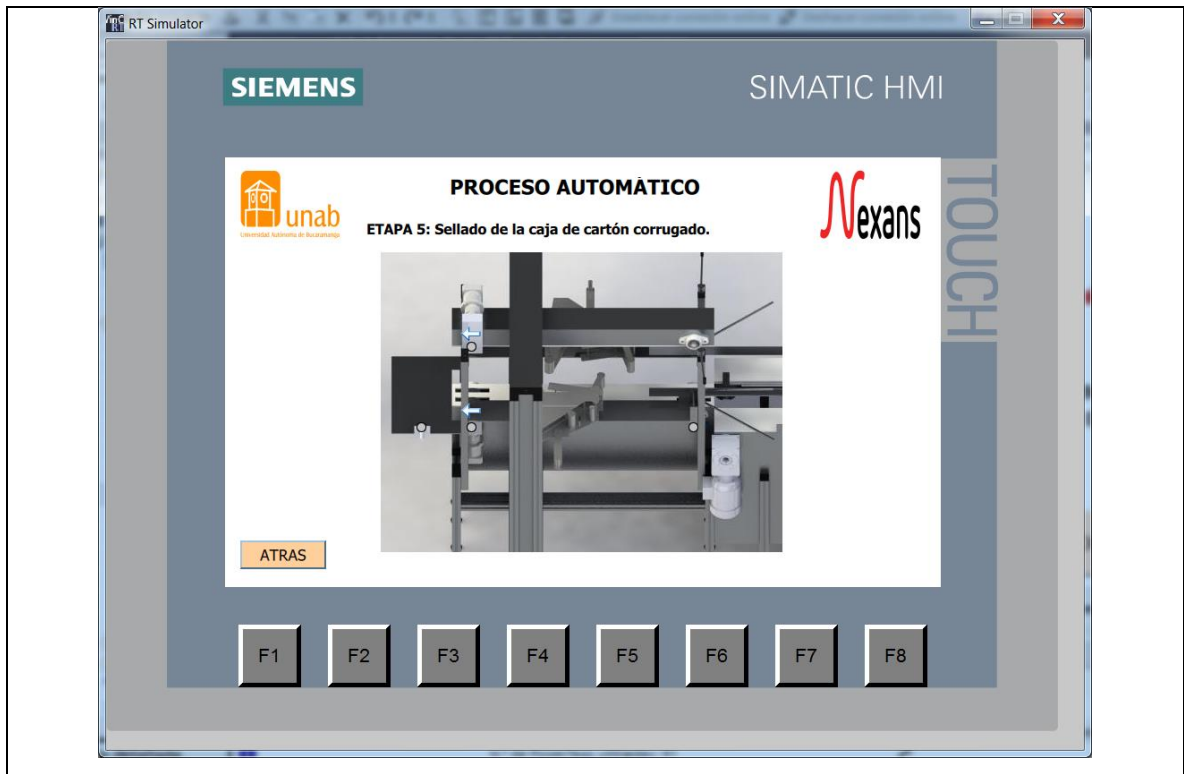 RT Simulator
SIEMENS
SIMATIC HMI
TOUCH
unab
Universidad Autónoma de Bucaramanga
PROCESO AUTOMÁTICO
Nexans
ETAPA 5: Sellado de la caja de cartón corrugado.
ATRAS
F1 F2 F3 F4 F5 F6 F7 F8